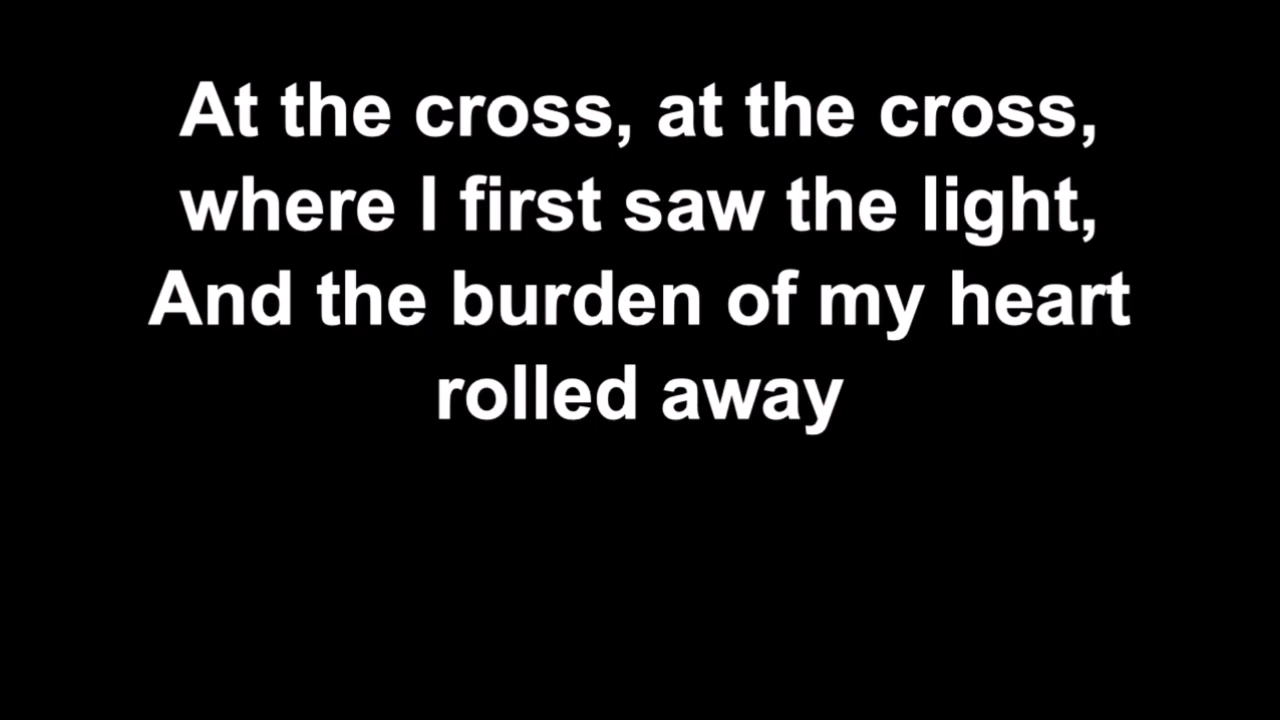 At the cross, at the cross,
where I first saw the light,
And the burden of my heart
rolled away